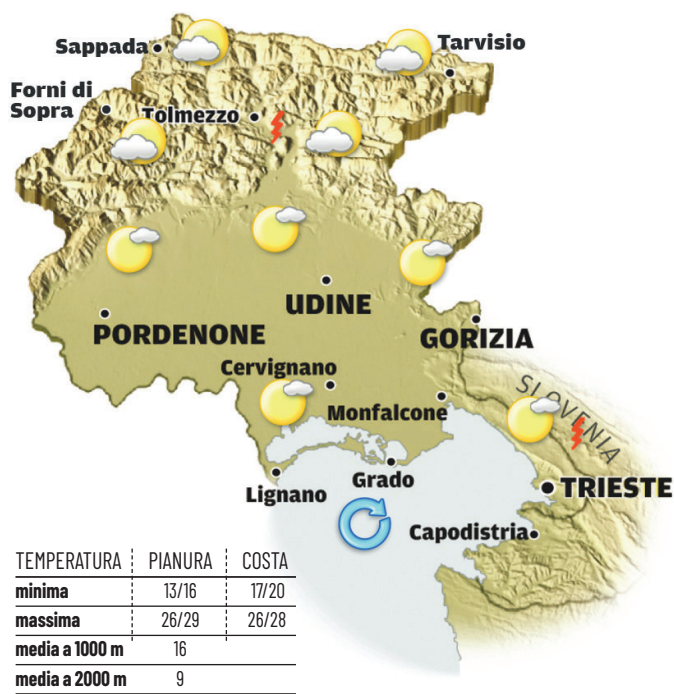 Sappada
Tarvisio
Forni di
Sopra
Tolmezzo
UDINE
PORDENONE
GORIZIA
Cervignano
SLOVENIA
Monfalcone
Grado
Lignano
TRIESTE
Capodistria
TEMPERATURA PIANURA COSTA
minima 13/16 17/20
massima 26/29 26/28
media a 1000 m 16
media a 2000 m 9